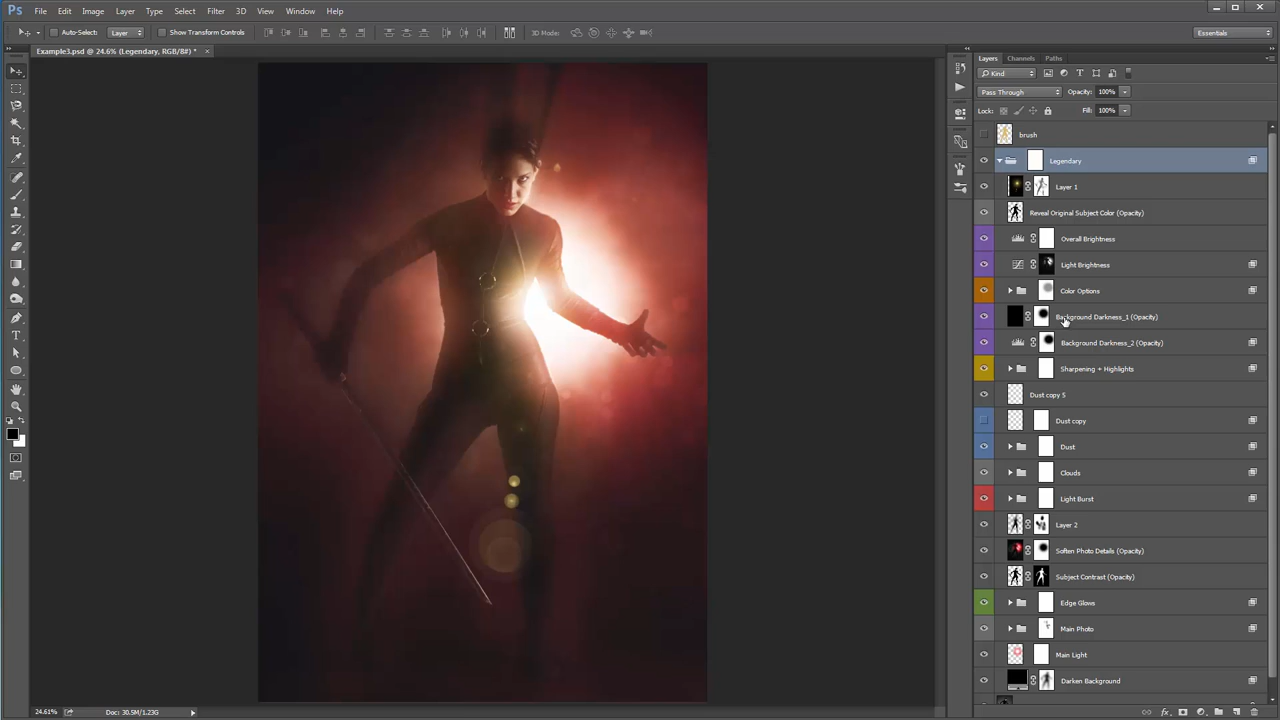 Ps File Edit Image Layer Type Select Filter 3D View Window Help
Auto-Select: Layer Show Transform Controls 3D Mode: Essentials
Example3.psd @ 24.6% (Legendary, RGB/8#) * ×
Layers Channels Paths
Kind
Pass Through Opacity: 100%
Lock: Fill: 100%
brush
Legendary
Layer 1
Reveal Original Subject Color (Opacity)
Overall Brightness
Light Brightness
Color Options
Background Darkness_1 (Opacity)
Background Darkness_2 (Opacity)
Sharpening + Highlights
Dust copy 5
Dust copy
Dust
Clouds
Light Burst
Layer 2
Soften Photo Details (Opacity)
Subject Contrast (Opacity)
Edge Glows
Main Photo
Main Light
Darken Background
24.61% Doc: 30.5M/1.23G